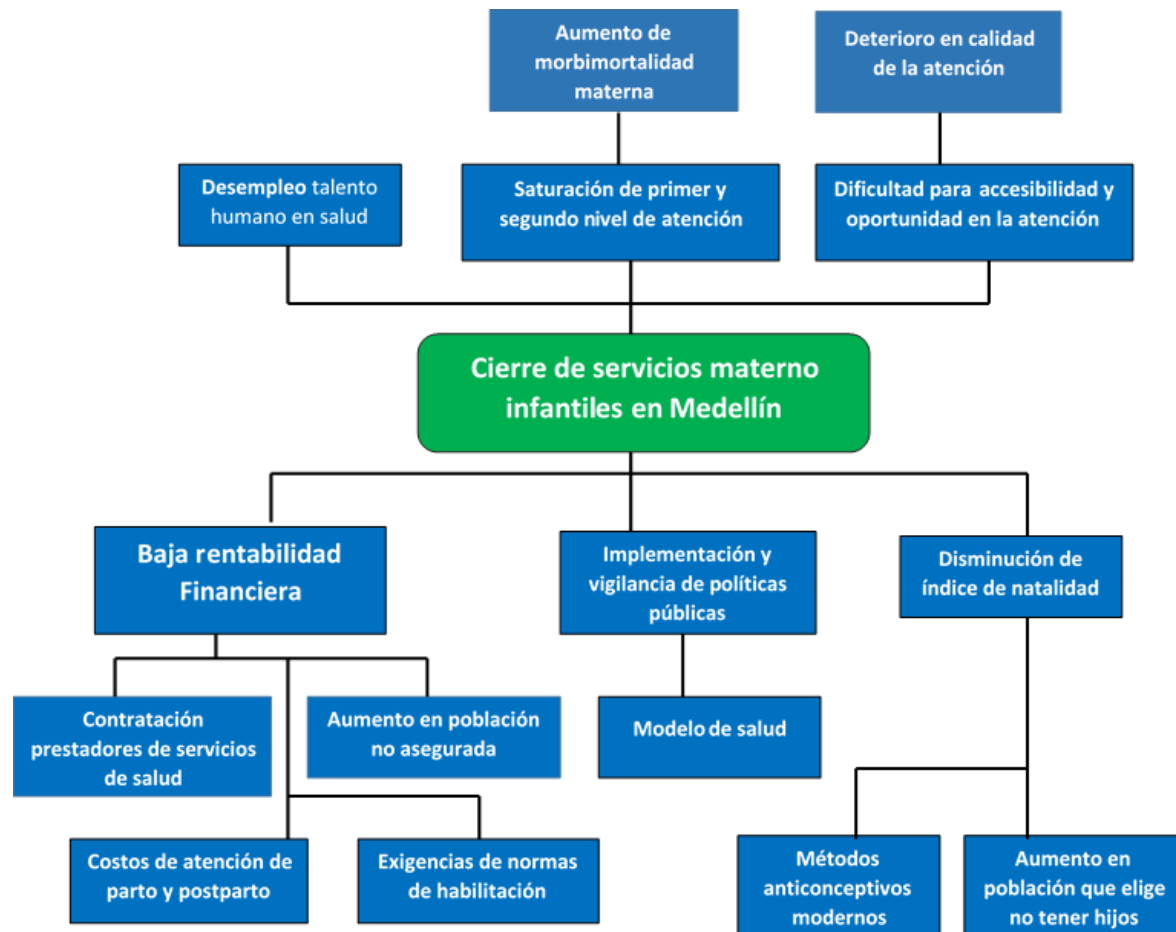 Aumento de
morbimortalidad
materna
Deterioro en calidad
de la atención
Desempleo talento
humano en salud
Saturación de primer y
segundo nivel de atención
Dificultad para accesibilidad y
oportunidad en la atención
Cierre de servicios materno
infantiles en Medellín
Baja rentabilidad
Financiera
Implementación y
vigilancia de políticas
públicas
Disminución de
índice de natalidad
Contratación
prestadores de servicios
de salud
Aumento en población
no asegurada
Modelo de salud
Costos de atención de
parto y postparto
Exigencias de normas
de habilitación
Métodos
anticonceptivos
modernos
Aumento en
población que elige
no tener hijos